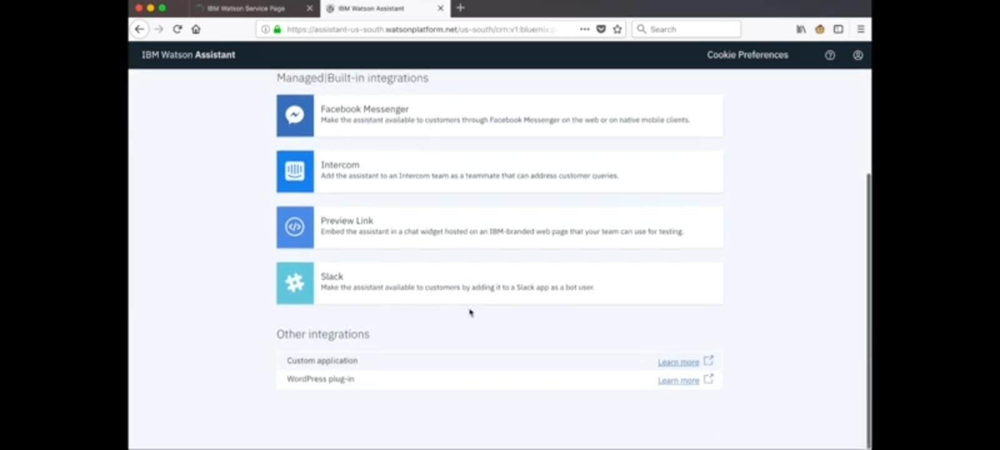 IBM Watson Service Page
IBM Watson Assistant
https://assistant-us-south.watsonplatform.net/us-south/crn:v1:bluemix:p
Search
IBM Watson Assistant
Cookie Preferences
Managed|Built-in integrations
Facebook Messenger
Make the assistant available to customers through Facebook Messenger on the web or on native mobile clients.
Intercom
Add the assistant to an Intercom team as a teammate that can address customer queries.
Preview Link
Embed the assistant in a chat widget hosted on an IBM-branded web page that your team can use for testing.
Slack
Make the assistant available to customers by adding it to a Slack app as a bot user.
Other integrations
Custom application Learn more
WordPress plug-in Learn more